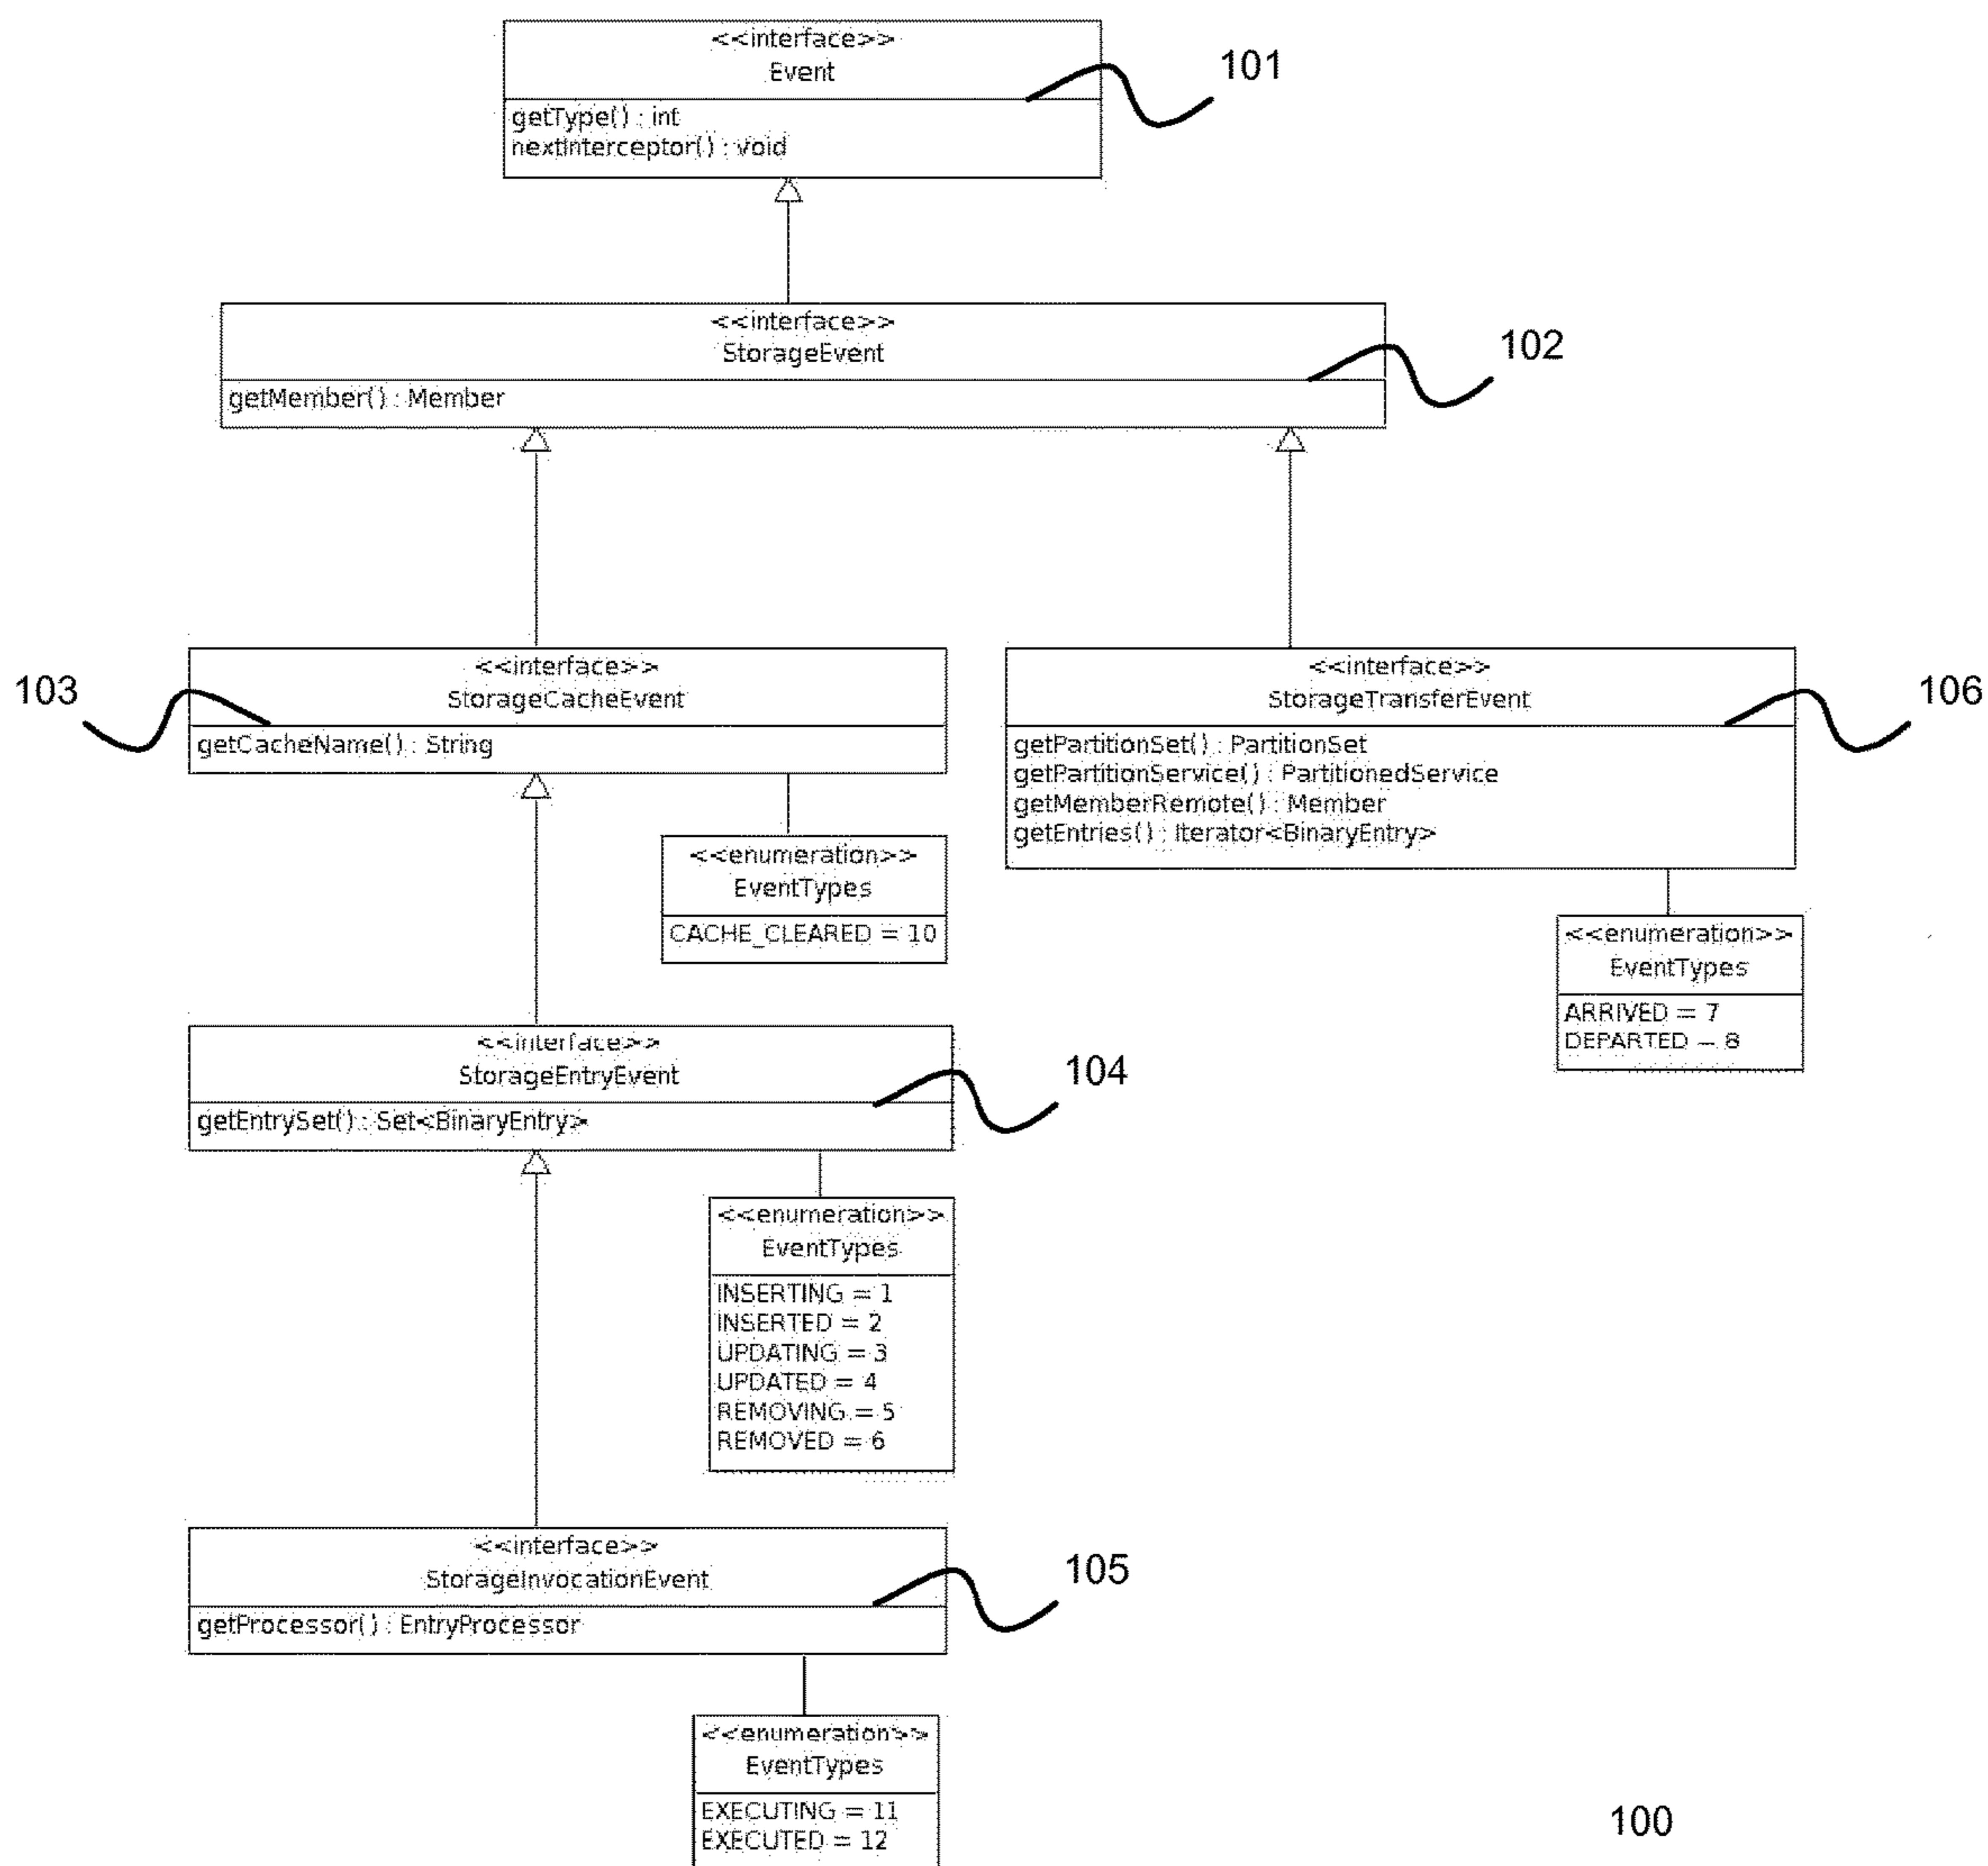 <<interface>>
Event
101
getType() : int
nextInterceptor() : void
<<interface>>
StorageEvent
102
getMember() : Member
<<interface>>
StorageCacheEvent
103
getCacheName() : String
<<interface>>
StorageTransferEvent
106
getPartitionSet() : PartitionSet
getPartitionService() : PartitionedService
getMemberRemote() : Member
getEntries() : Iterator<BinaryEntry>
<<enumeration>>
EventTypes
CACHE_CLEARED = 10
<<enumeration>>
EventTypes
ARRIVED = 7
DEPARTED = 8
<<interface>>
StorageEntryEvent
104
getEntrySet() : Set<BinaryEntry>
<<enumeration>>
EventTypes
INSERTING = 1
INSERTED = 2
UPDATING = 3
UPDATED = 4
REMOVING = 5
REMOVED = 6
<<interface>>
StorageInvocationEvent
105
getProcessor() : EntryProcessor
<<enumeration>>
EventTypes
EXECUTING = 11
EXECUTED = 12
100